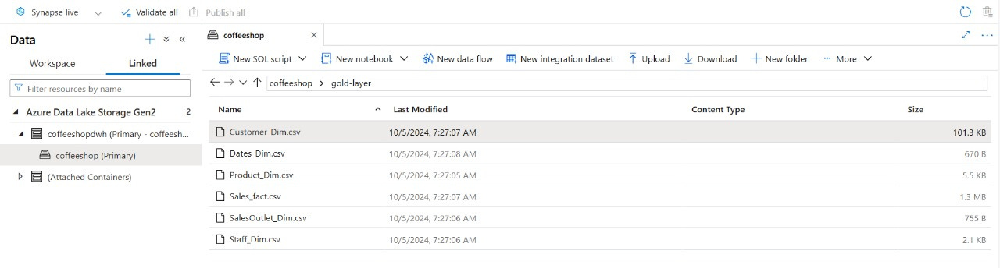 Synapse live Validate all Publish all
Data
Workspace Linked
Filter resources by name
Azure Data Lake Storage Gen2 2
coffeeshopdwh (Primary - coffeesh...
coffeeshop (Primary)
(Attached Containers)
coffeeshop
New SQL script New notebook New data flow New integration dataset Upload Download New folder More
coffeeshop > gold-layer
Name Last Modified Content Type Size
Customer_Dim.csv 10/5/2024, 7:27:07 AM 101.3 KB
Dates_Dim.csv 10/5/2024, 7:27:08 AM 670 B
Product_Dim.csv 10/5/2024, 7:27:05 AM 5.5 KB
Sales_fact.csv 10/5/2024, 7:27:07 AM 1.3 MB
SalesOutlet_Dim.csv 10/5/2024, 7:27:06 AM 755 B
Staff_Dim.csv 10/5/2024, 7:27:06 AM 2.1 KB